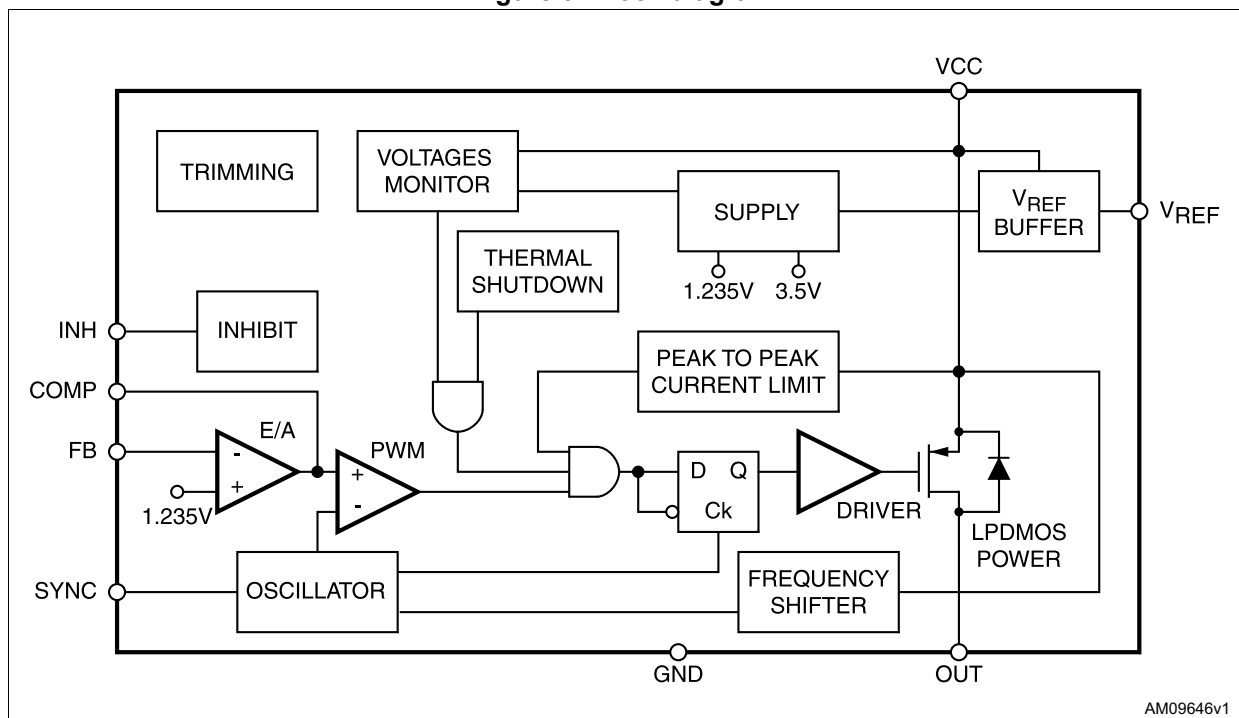 VCC
TRIMMING
VOLTAGES
MONITOR
SUPPLY
VREF
BUFFER
VREF
THERMAL
SHUTDOWN
1.235V
3.5V
INH
INHIBIT
PEAK TO PEAK
CURRENT LIMIT
COMP
E/A
FB
-
+
1.235V
PWM
+
-
D Q
Ck
DRIVER
LPDMOS
POWER
SYNC
OSCILLATOR
FREQUENCY
SHIFTER
GND
OUT
AM09646v1